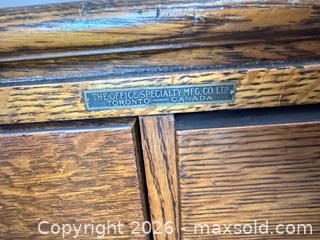 THE OFFICE SPECIALTY MFG. CO. LTD.
TORONTO — CANADA
Copyright © 2026 - maxsold.com